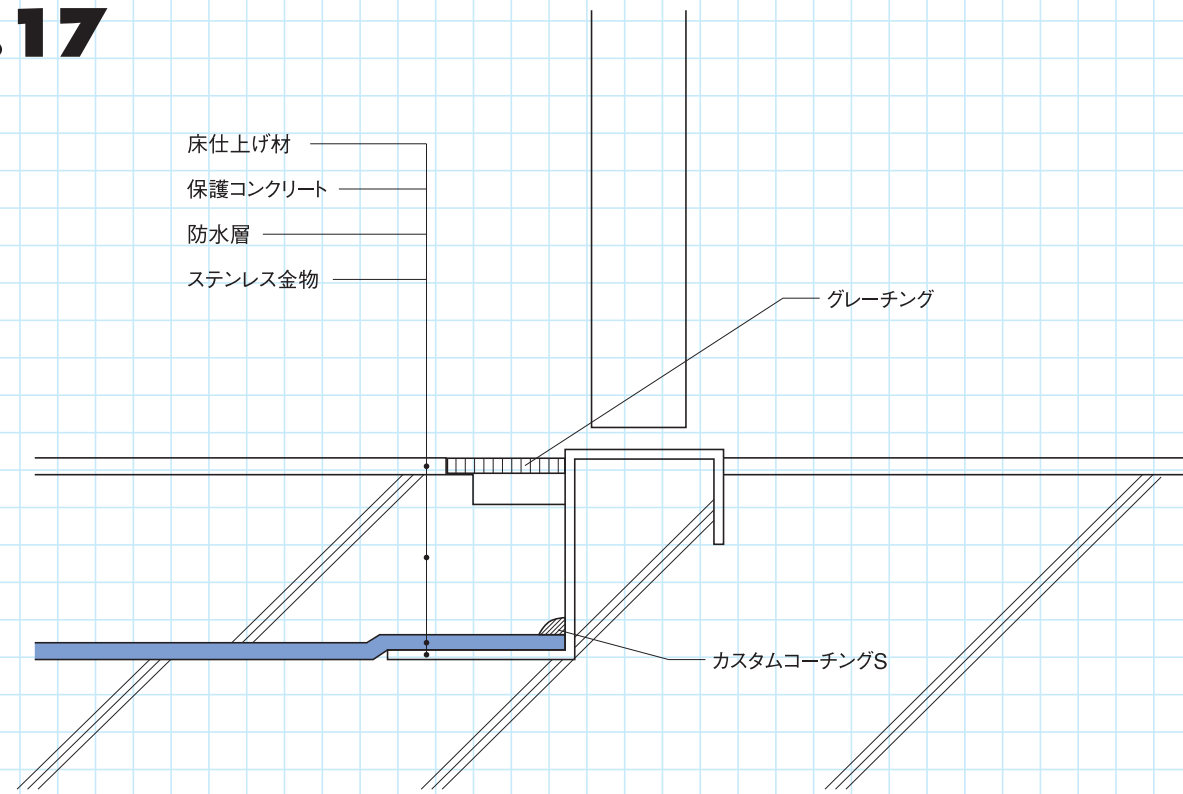 .17
床仕上げ材
保護コンクリート
防水層
ステンレス金物
グレーチング
カスタムコーチングS